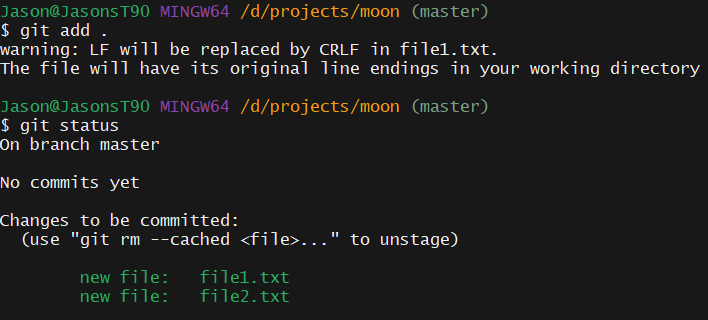 Jason@JasonsT90 MINGW64 /d/projects/moon (master)
$ git add .
warning: LF will be replaced by CRLF in file1.txt.
The file will have its original line endings in your working directory
Jason@JasonsT90 MINGW64 /d/projects/moon (master)
$ git status
On branch master
No commits yet
Changes to be committed:
(use "git rm --cached <file>..." to unstage)
new file: file1.txt
new file: file2.txt